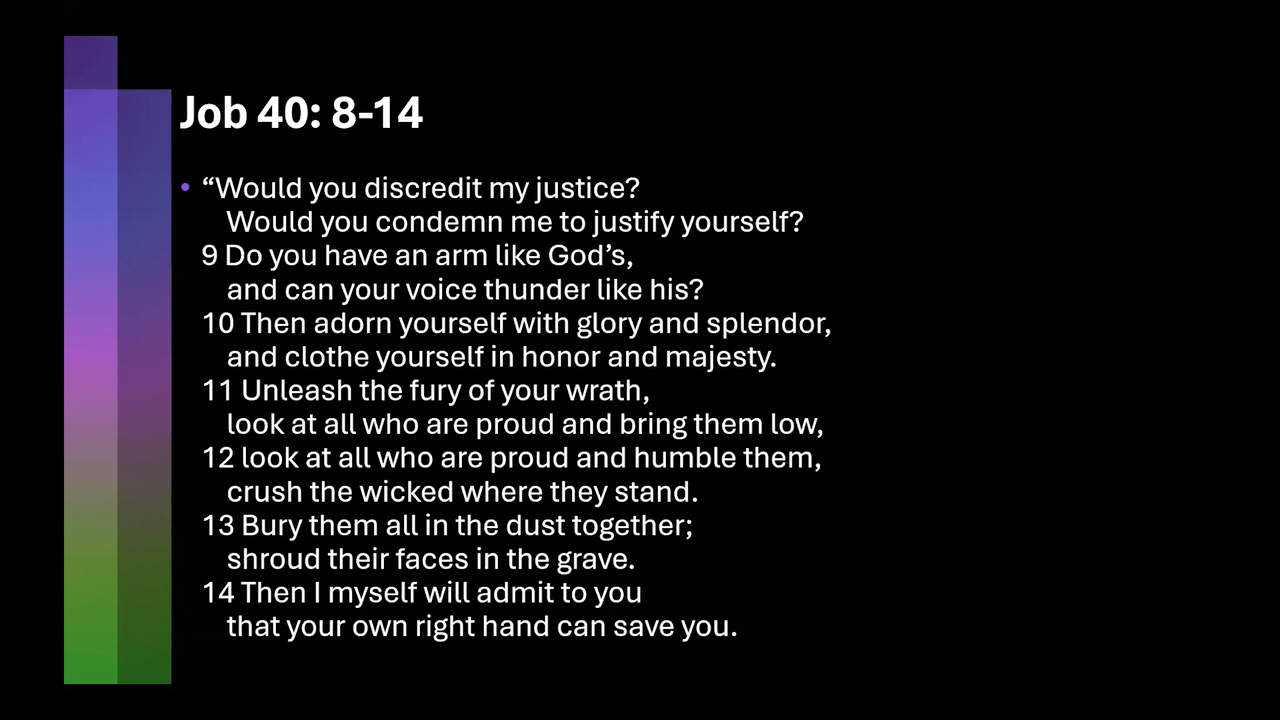 Job 40: 8-14
• “Would you discredit my justice?
Would you condemn me to justify yourself?
9 Do you have an arm like God’s,
and can your voice thunder like his?
10 Then adorn yourself with glory and splendor,
and clothe yourself in honor and majesty.
11 Unleash the fury of your wrath,
look at all who are proud and bring them low,
12 look at all who are proud and humble them,
crush the wicked where they stand.
13 Bury them all in the dust together;
shroud their faces in the grave.
14 Then I myself will admit to you
that your own right hand can save you.